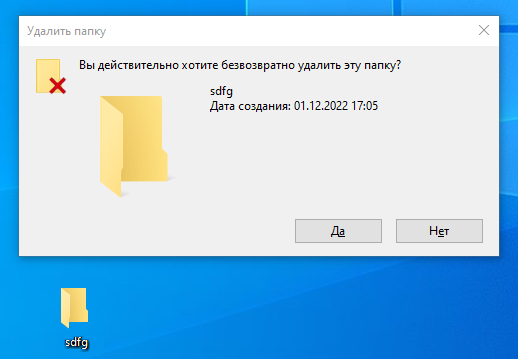 Удалить папку
Вы действительно хотите безвозвратно удалить эту папку?
sdfg
Дата создания: 01.12.2022 17:05
Да
Нет
sdfg